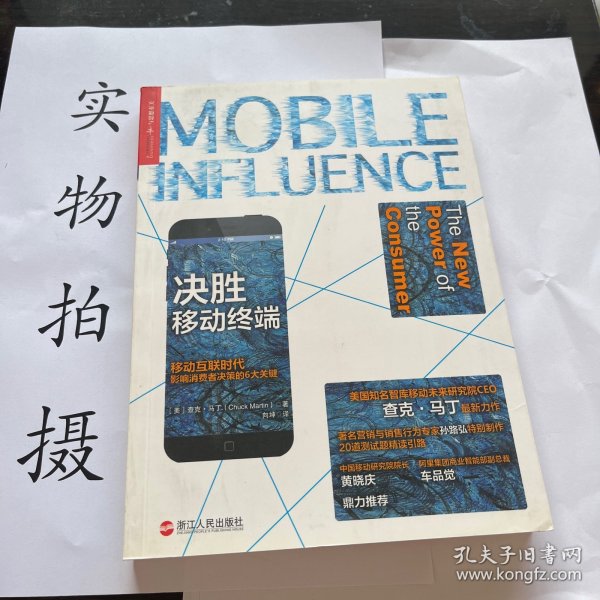 实
物
拍
摄
MOBILE
INFLUENCE
The New
Power of
the
Consumer
决胜
移动终端
移动互联时代
影响消费者决策的6大关键
[美] 查克·马丁 (Chuck Martin) 著
向坤 译
美国知名智库移动未来研究院CEO
查克·马丁 最新力作
著名营销与销售行为专家孙路弘特别制作
20道测试题精读引路
中国移动研究院院长 阿里集团商业智能部副总裁
黄晓庆 车品觉
鼎力推荐
浙江人民出版社
ZHEJIANG PEOPLE'S PUBLISHING HOUSE
孔夫子旧书网
www.kongfz.com